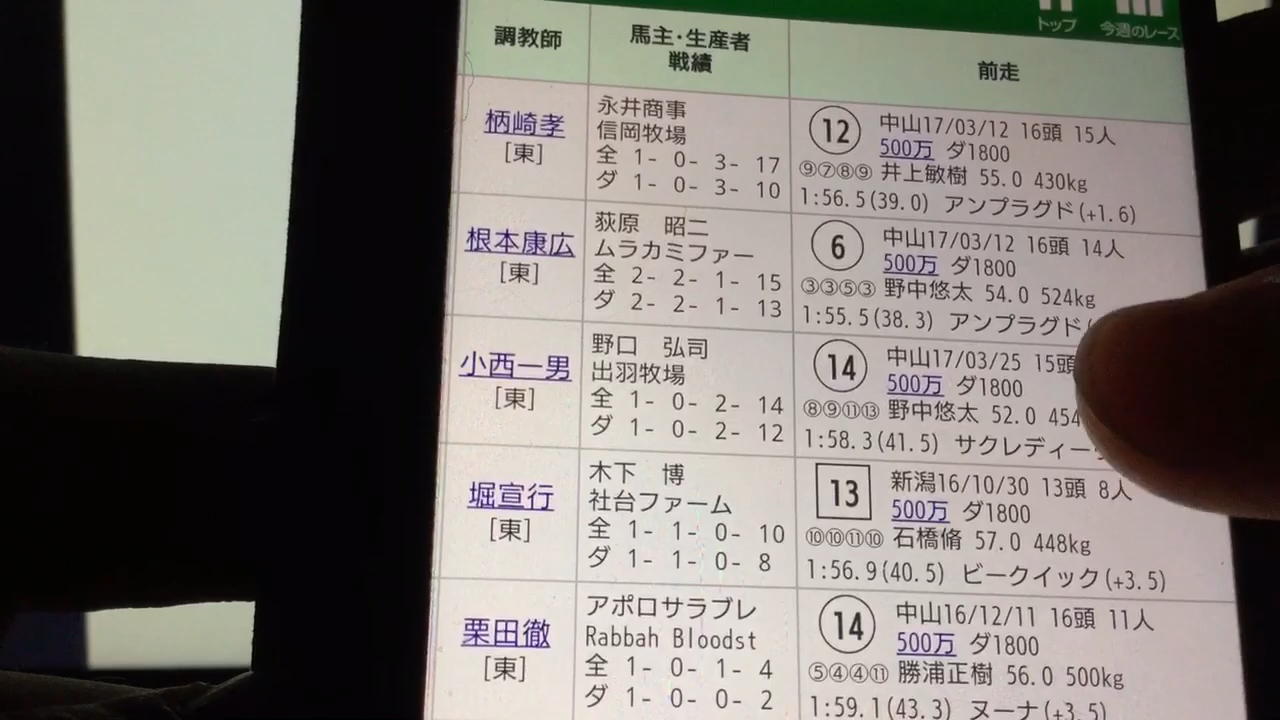 トップ 今週のレース
調教師 馬主・生産者 戦績 前走
柄崎孝
[東]
永井商事
信岡牧場
全 1- 0- 3- 17
ダ 1- 0- 3- 10
⑫ 中山17/03/12 16頭 15人
500万 ダ1800
⑨⑦⑧⑨ 井上敏樹 55.0 430kg
1:56.5(39.0) アンプラグド(+1.6)
根本康広
[東]
荻原 昭二
ムラカミファー
全 2- 2- 1- 15
ダ 2- 2- 1- 13
⑥ 中山17/03/12 16頭 14人
500万 ダ1800
③③⑤③ 野中悠太 54.0 524kg
1:55.5(38.3) アンプラグド(
小西一男
[東]
野口 弘司
出羽牧場
全 1- 0- 2- 14
ダ 1- 0- 2- 12
⑭ 中山17/03/25 15頭
500万 ダ1800
⑧⑨⑪⑬ 野中悠太 52.0 454
1:58.3(41.5) サクレディー
堀宣行
[東]
木下 博
社台ファーム
全 1- 1- 0- 10
ダ 1- 1- 0- 8
13 新潟16/10/30 13頭 8人
500万 ダ1800
⑩⑩⑪⑩ 石橋脩 57.0 448kg
1:56.9(40.5) ビークイック(+3.5)
栗田徹
[東]
アポロサラブレ
Rabbah Bloodst
全 1- 0- 1- 4
ダ 1- 0- 0- 2
⑭ 中山16/12/11 16頭 11人
500万 ダ1800
⑤④④⑪ 勝浦正樹 56.0 500kg
1:59.1(43.3) ヌーナ(+3.5)